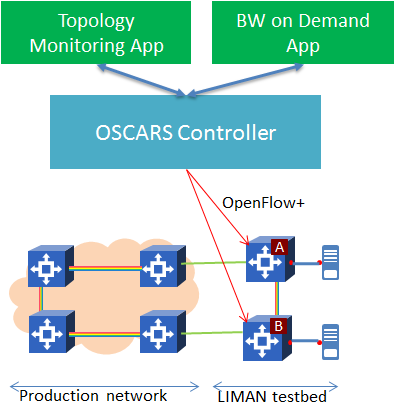 Topology
Monitoring App
BW on Demand
App
OSCARS Controller
OpenFlow+
A
B
Production network
LIMAN testbed